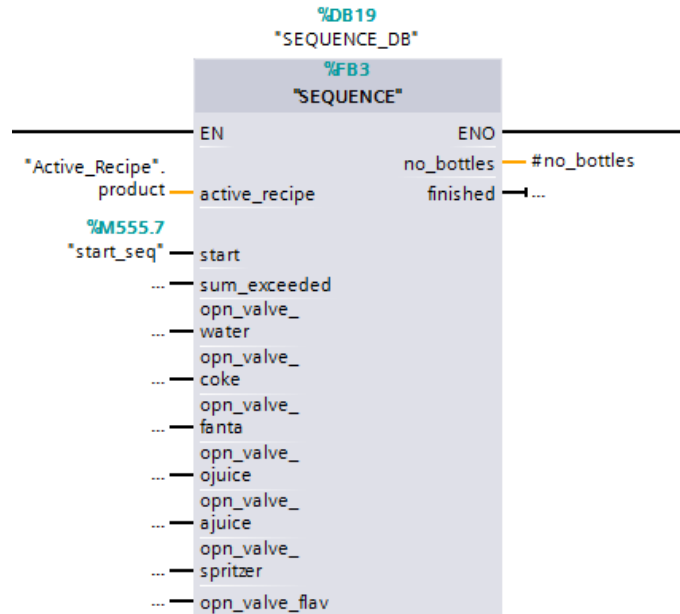 %DB19
"SEQUENCE_DB"
%FB3
"SEQUENCE"
EN ENO
"Active_Recipe".
product active_recipe
no_bottles #no_bottles
finished ...
%M555.7
"start_seq" start
... sum_exceeded
opn_valve_
... water
opn_valve_
... coke
opn_valve_
... fanta
opn_valve_
... ojuice
opn_valve_
... ajuice
opn_valve_
... spritzer
... opn_valve_flav